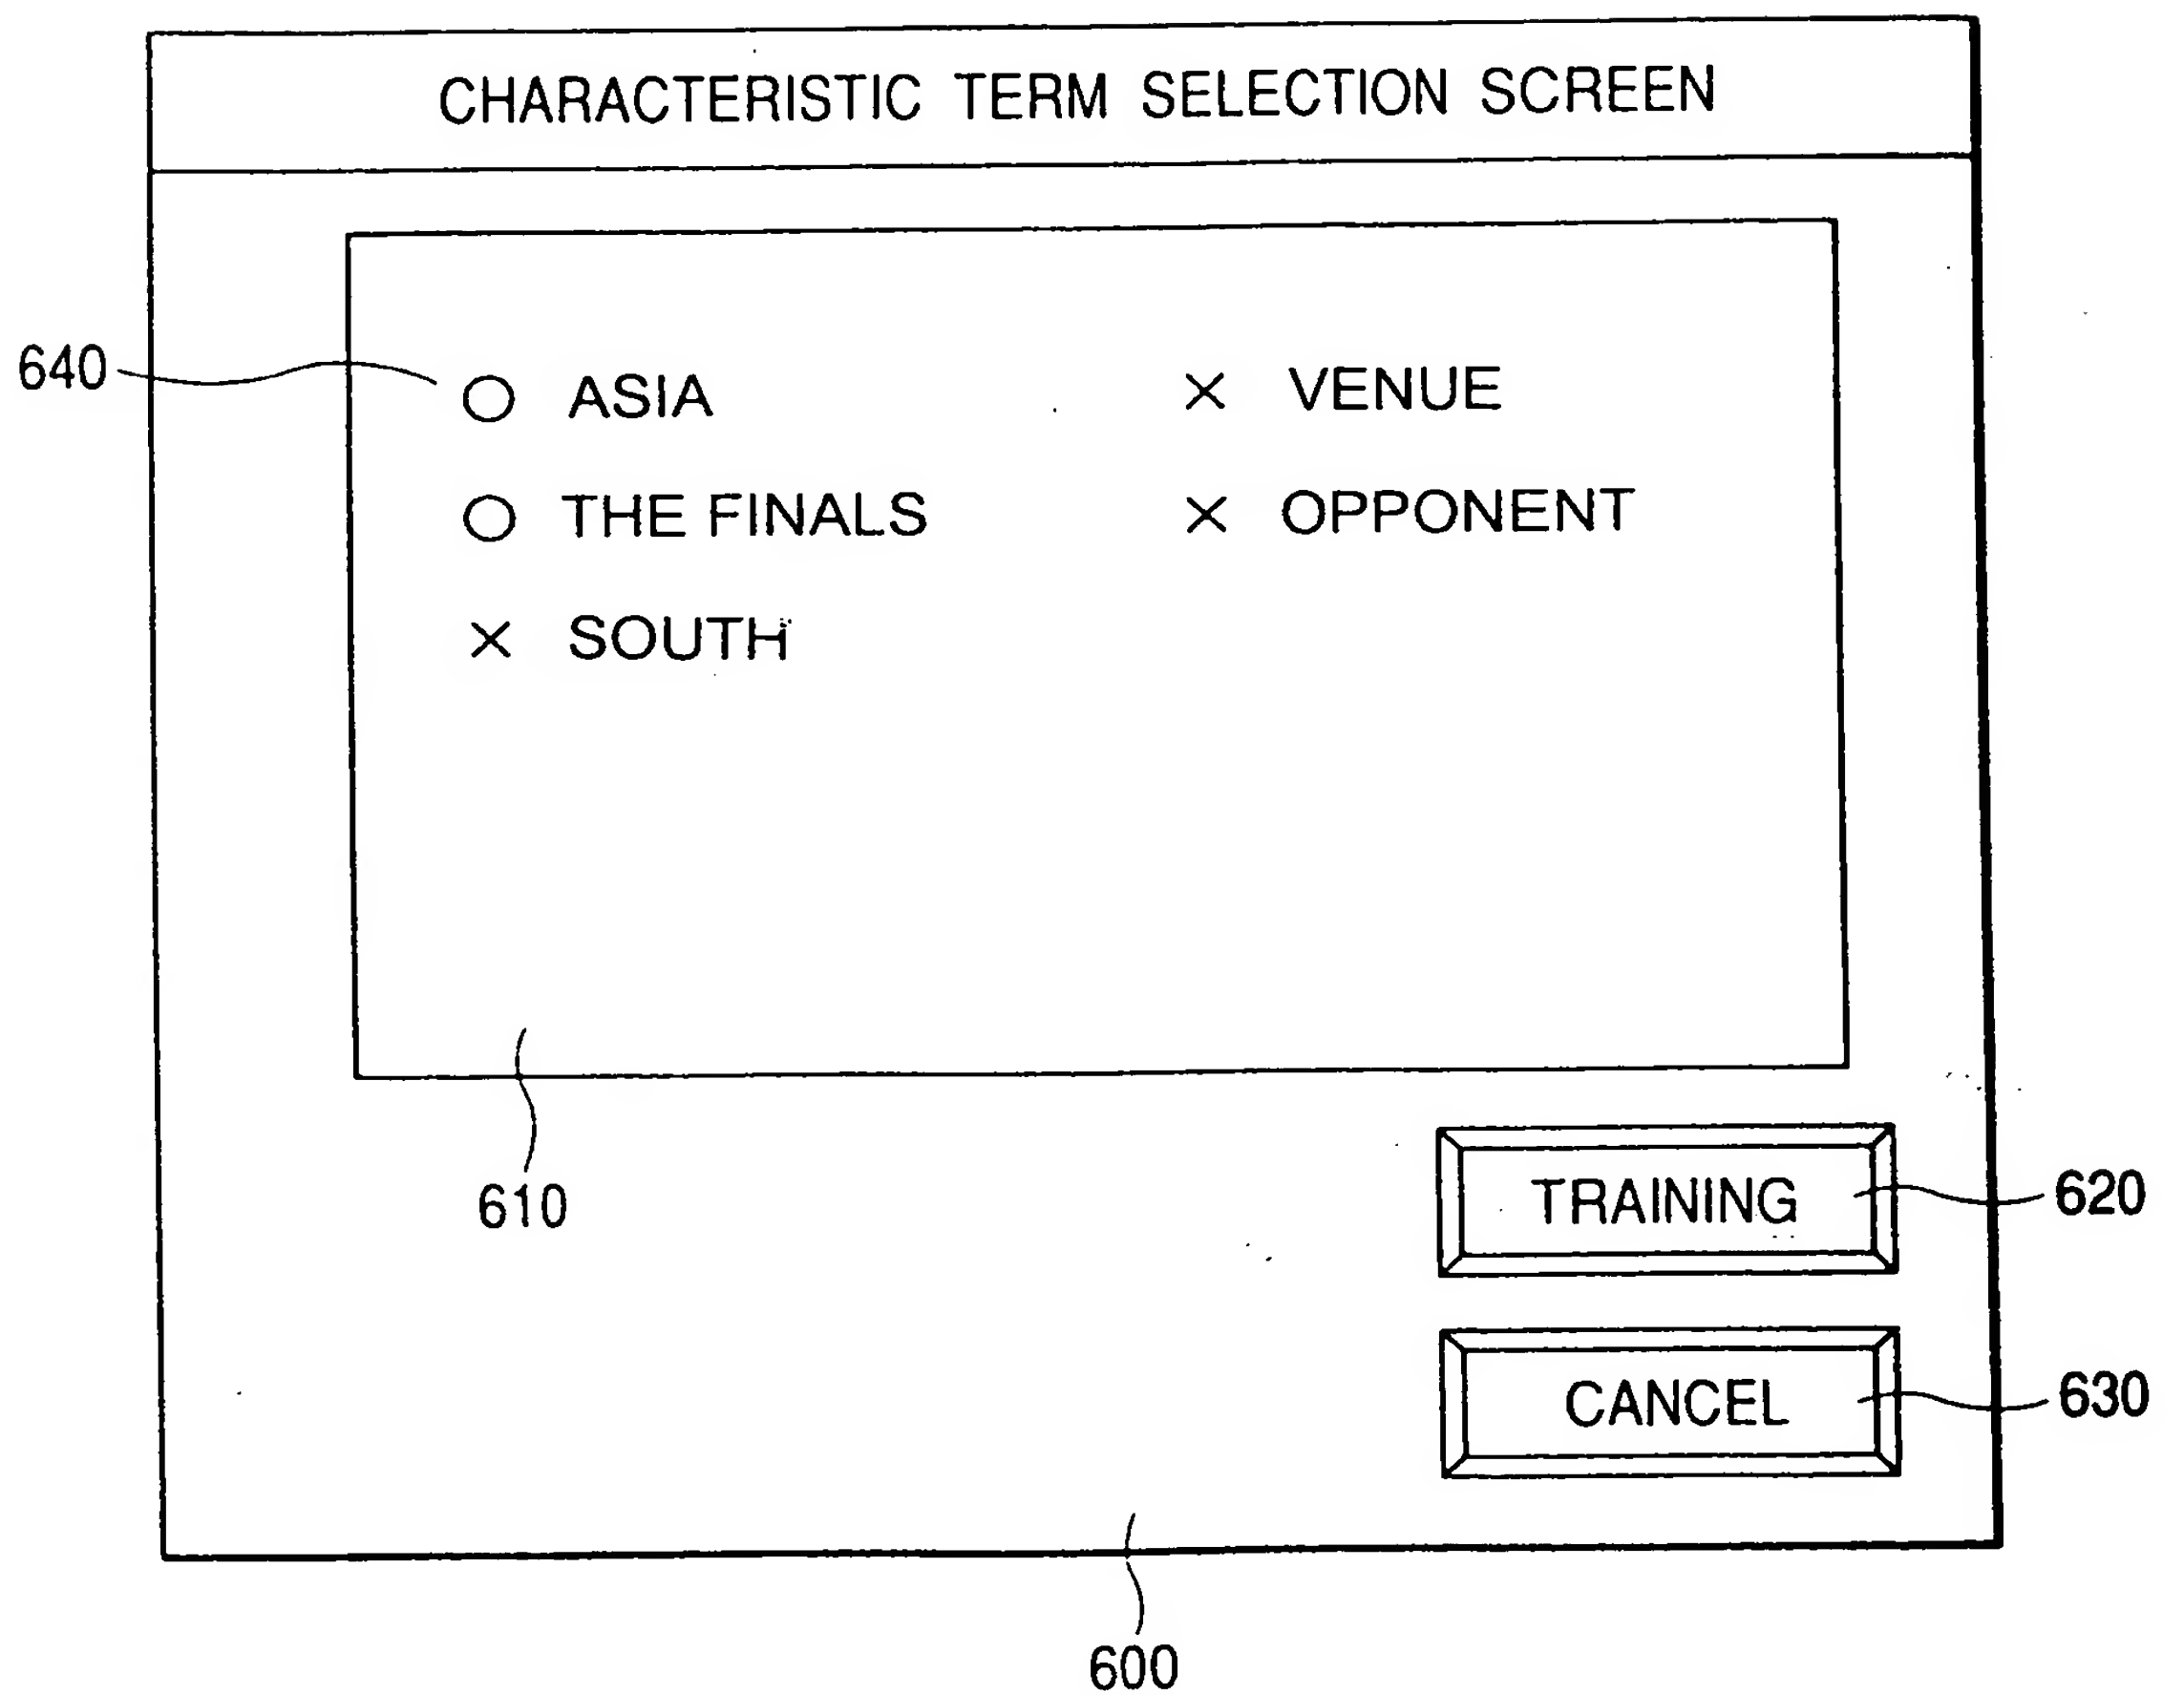 CHARACTERISTIC TERM SELECTION SCREEN
640
○ ASIA
× VENUE
○ THE FINALS
× OPPONENT
× SOUTH
610
TRAINING
620
CANCEL
630
600